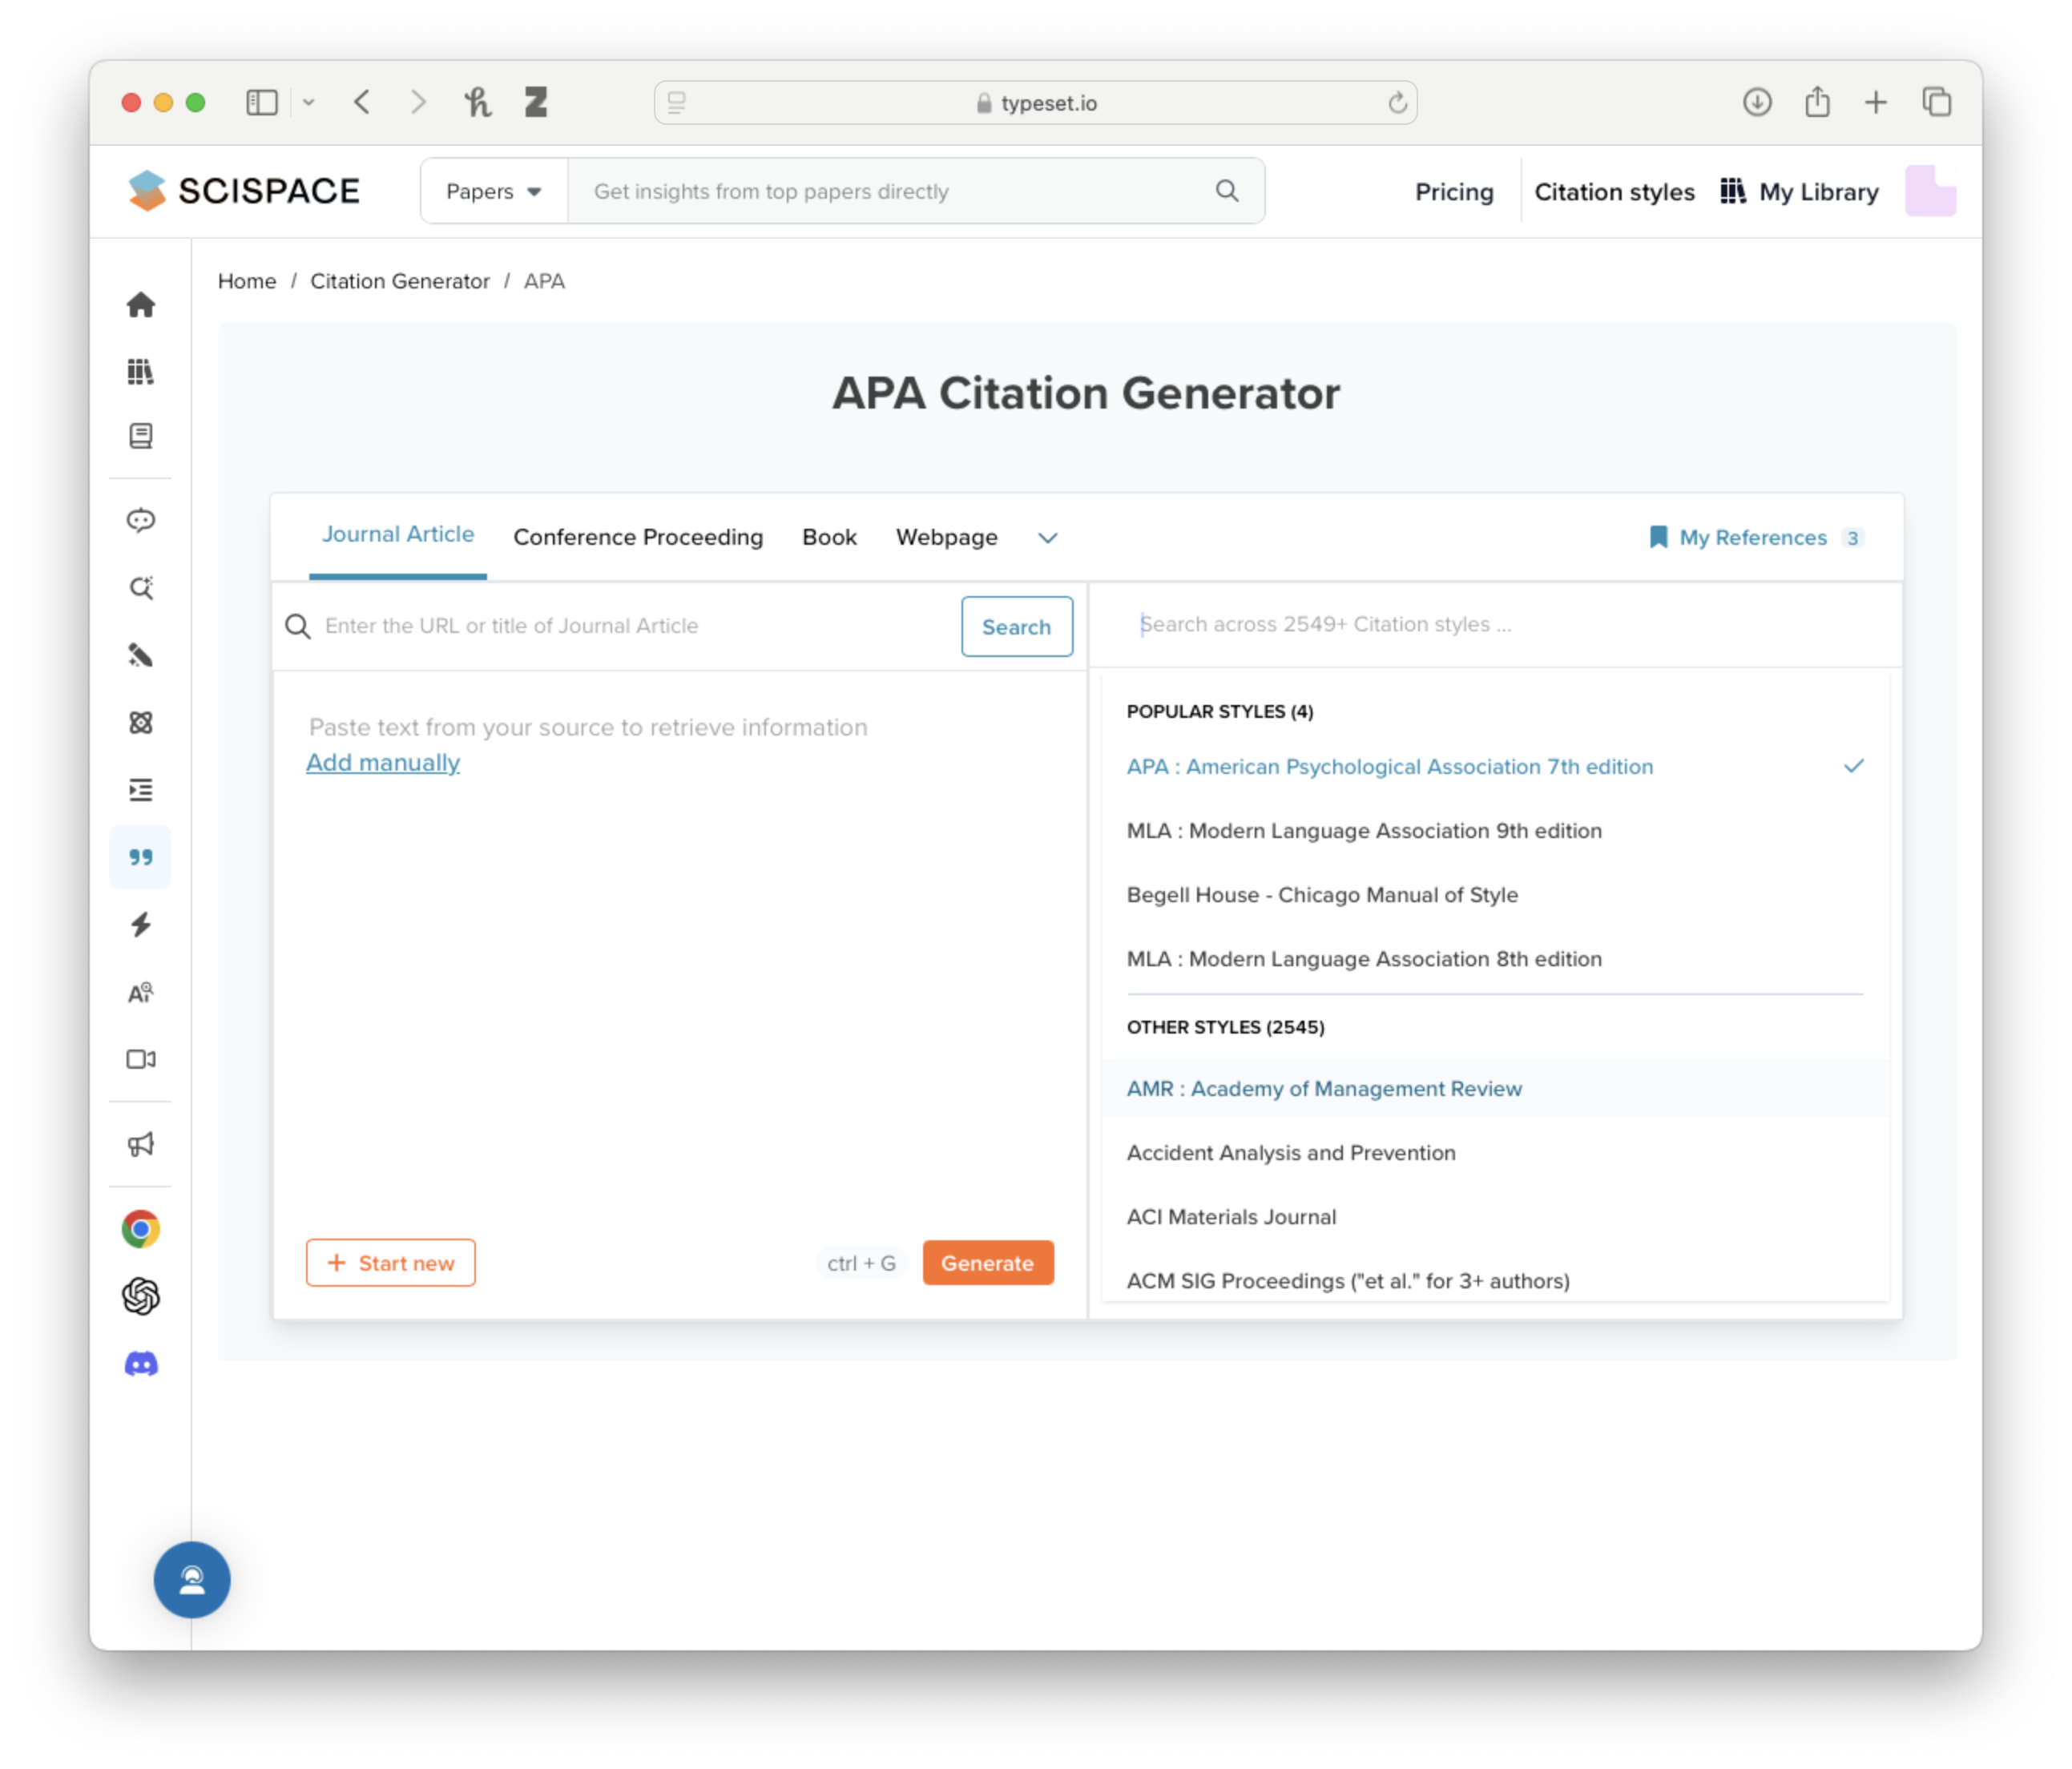 typeset.io
SCISPACE
Papers
Get insights from top papers directly
Pricing
Citation styles
My Library
Home / Citation Generator / APA
APA Citation Generator
Journal Article
Conference Proceeding
Book
Webpage
My References 3
Enter the URL or title of Journal Article
Search
Search across 2549+ Citation styles ...
Paste text from your source to retrieve information
Add manually
POPULAR STYLES (4)
APA : American Psychological Association 7th edition
MLA : Modern Language Association 9th edition
Begell House - Chicago Manual of Style
MLA : Modern Language Association 8th edition
OTHER STYLES (2545)
AMR : Academy of Management Review
Accident Analysis and Prevention
ACI Materials Journal
ACM SIG Proceedings ("et al." for 3+ authors)
+ Start new
ctrl + G
Generate